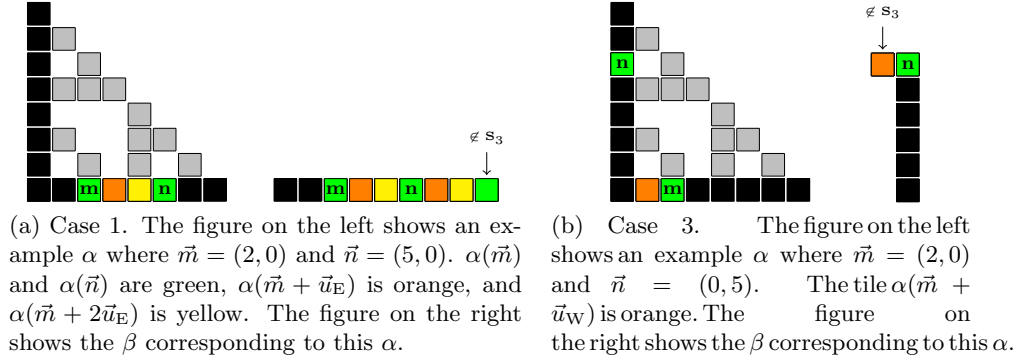 ∉ s₃
∉ s₃
n
n
m
n
m
n
m
(a) Case 1. The figure on the left shows an ex-
ample α where m⃗ = (2, 0) and n⃗ = (5, 0). α(m⃗)
and α(n⃗) are green, α(m⃗ + u⃗E) is orange, and
α(m⃗ + 2u⃗E) is yellow. The figure on the right
shows the β corresponding to this α.
(b) Case 3. The figure on the left
shows an example α where m⃗ = (2, 0)
and n⃗ = (0, 5). The tile α(m⃗ +
u⃗W) is orange. The figure on
the right shows the β corresponding to this α.